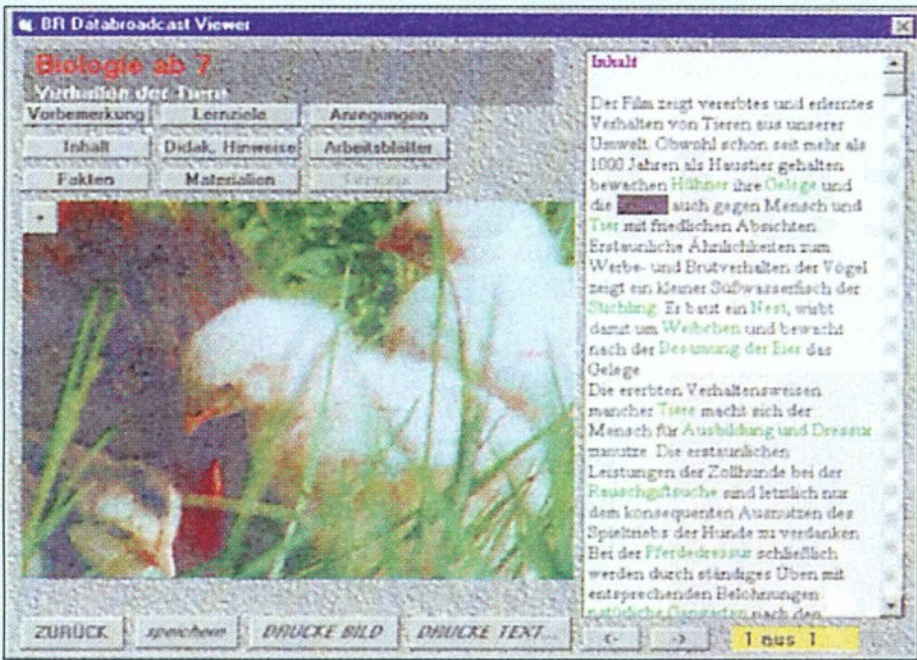 BR Databroadcast Viewer
Biologie ab 7
Verhalten der Tiere
Vorbemerkung Lernziele Anregungen
Inhalt Didak. Hinweise Arbeitsblätter
Fakten Materialien
ZURÜCK speichern DRUCKE BILD DRUCKE TEXT...
Inhalt
Der Film zeigt vererbtes und erlerntes
Verhalten von Tieren aus unserer
Umwelt. Obwohl schon seit mehr als
1000 Jahren als Haustier gehalten
bewachen Hühner ihre Gelege und
die auch gegen Mensch und
Tier mit friedlichen Absichten.
Erstaunliche Ähnlichkeiten zum
Werbe- und Brutverhalten der Vögel
zeigt ein kleiner Süßwasserfisch der
Stichling. Er baut ein Nest, wirbt
damit um Weibchen und bewacht
nach der Besamung der Eier das
Gelege
Die ererbten Verhaltensweisen
mancher Tiere macht sich der
Mensch für Ausbildung und Dressur
zunutze. Die erstaunlichen
Leistungen der Zollhunde bei der
Rauschgiftsuche sind letztlich nur
dem konsequenten Ausnutzen des
Spieltriebs der Hunde zu verdanken.
Bei der Pferdedressur schließlich
werden durch ständiges Üben mit
entsprechenden Belohnungen
natürliche Gangarten nach den
<- -> 1 aus 1